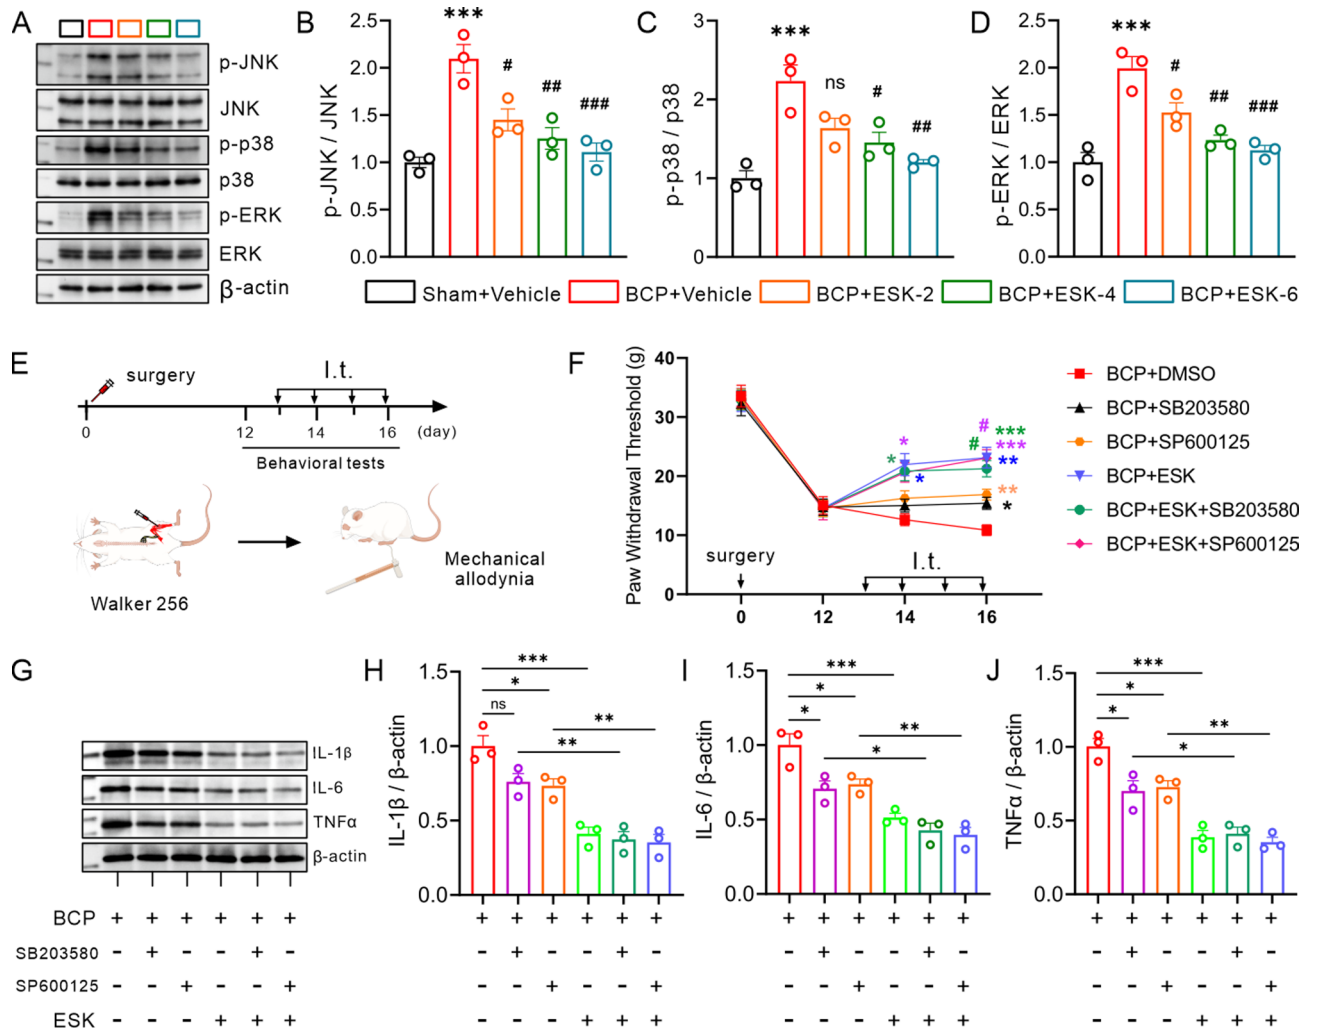 A
p-JNK
JNK
p-p38
p38
p-ERK
ERK
β-actin
B
***
#
##
###
p-JNK / JNK
2.5
2.0
1.5
1.0
0.5
0.0
C
***
ns
#
##
p-p38 / p38
3
2
1
0
D
***
#
##
###
p-ERK / ERK
2.5
2.0
1.5
1.0
0.5
0.0
Sham+Vehicle BCP+Vehicle BCP+ESK-2 BCP+ESK-4 BCP+ESK-6
E
surgery
I.t.
0 12 14 16 (day)
Behavioral tests
Walker 256
Mechanical
allodynia
F
Paw Withdrawal Threshold (g)
40
30
20
10
0
surgery
I.t.
0 12 14 16
*
*
*
#
#
***
***
**
**
*
BCP+DMSO
BCP+SB203580
BCP+SP600125
BCP+ESK
BCP+ESK+SB203580
BCP+ESK+SP600125
G
IL-1β
IL-6
TNFα
β-actin
BCP + + + + + +
SB203580 - + - - + -
SP600125 - - + - - +
ESK - - - + + +
H
IL-1β / β-actin
1.5
1.0
0.5
0.0
***
*
ns
**
**
+ + + + + +
- + - - + -
- - + - - +
- - - + + +
I
IL-6 / β-actin
1.5
1.0
0.5
0.0
***
*
*
**
*
+ + + + + +
- + - - + -
- - + - - +
- - - + + +
J
TNFα / β-actin
1.5
1.0
0.5
0.0
***
*
*
**
*
+ + + + + +
- + - - + -
- - + - - +
- - - + + +